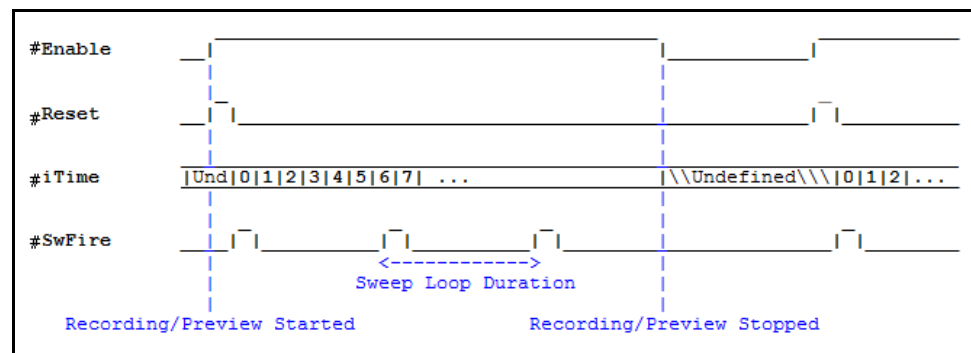 #Enable
#Reset
#iTime |Und|0|1|2|3|4|5|6|7| ... |\\Undefined\\\|0|1|2|...
#SwFire
<------------>
Sweep Loop Duration
Recording/Preview Started Recording/Preview Stopped